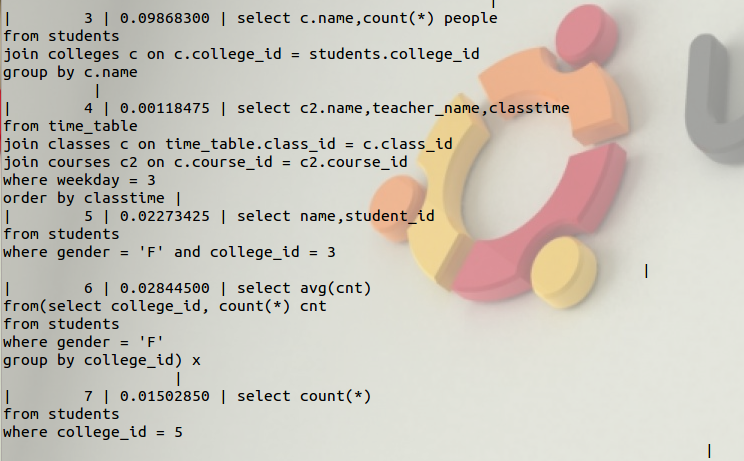 |
|        3 | 0.09868300 | select c.name,count(*) people
from students
join colleges c on c.college_id = students.college_id
group by c.name
          |
|        4 | 0.00118475 | select c2.name,teacher_name,classtime
from time_table
join classes c on time_table.class_id = c.class_id
join courses c2 on c.course_id = c2.course_id
where weekday = 3
order by classtime |
|        5 | 0.02273425 | select name,student_id
from students
where gender = 'F' and college_id = 3
|
|        6 | 0.02844500 | select avg(cnt)
from(select college_id, count(*) cnt
from students
where gender = 'F'
group by college_id) x
                   |
|        7 | 0.01502850 | select count(*)
from students
where college_id = 5
|